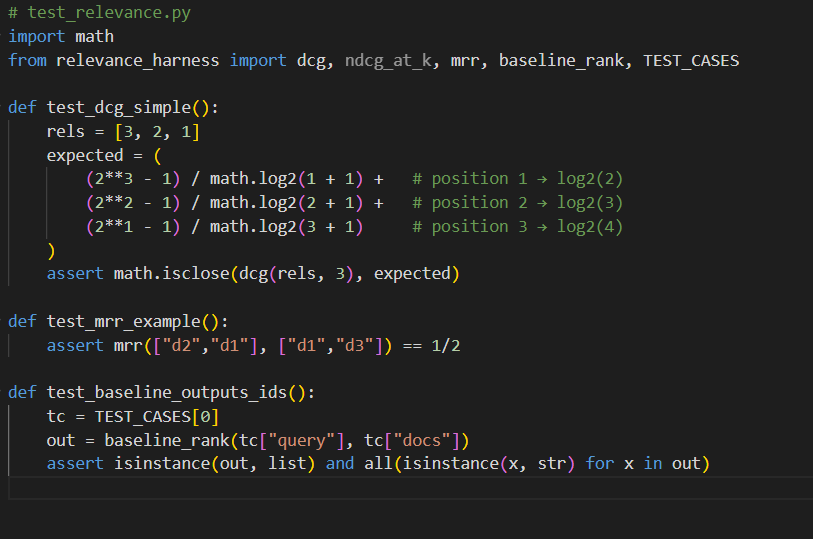 # test_relevance.py
import math
from relevance_harness import dcg, ndcg_at_k, mrr, baseline_rank, TEST_CASES

def test_dcg_simple():
    rels = [3, 2, 1]
    expected = (
        (2**3 - 1) / math.log2(1 + 1) +   # position 1 → log2(2)
        (2**2 - 1) / math.log2(2 + 1) +   # position 2 → log2(3)
        (2**1 - 1) / math.log2(3 + 1)     # position 3 → log2(4)
    )
    assert math.isclose(dcg(rels, 3), expected)

def test_mrr_example():
    assert mrr(["d2","d1"], ["d1","d3"]) == 1/2

def test_baseline_outputs_ids():
    tc = TEST_CASES[0]
    out = baseline_rank(tc["query"], tc["docs"])
    assert isinstance(out, list) and all(isinstance(x, str) for x in out)